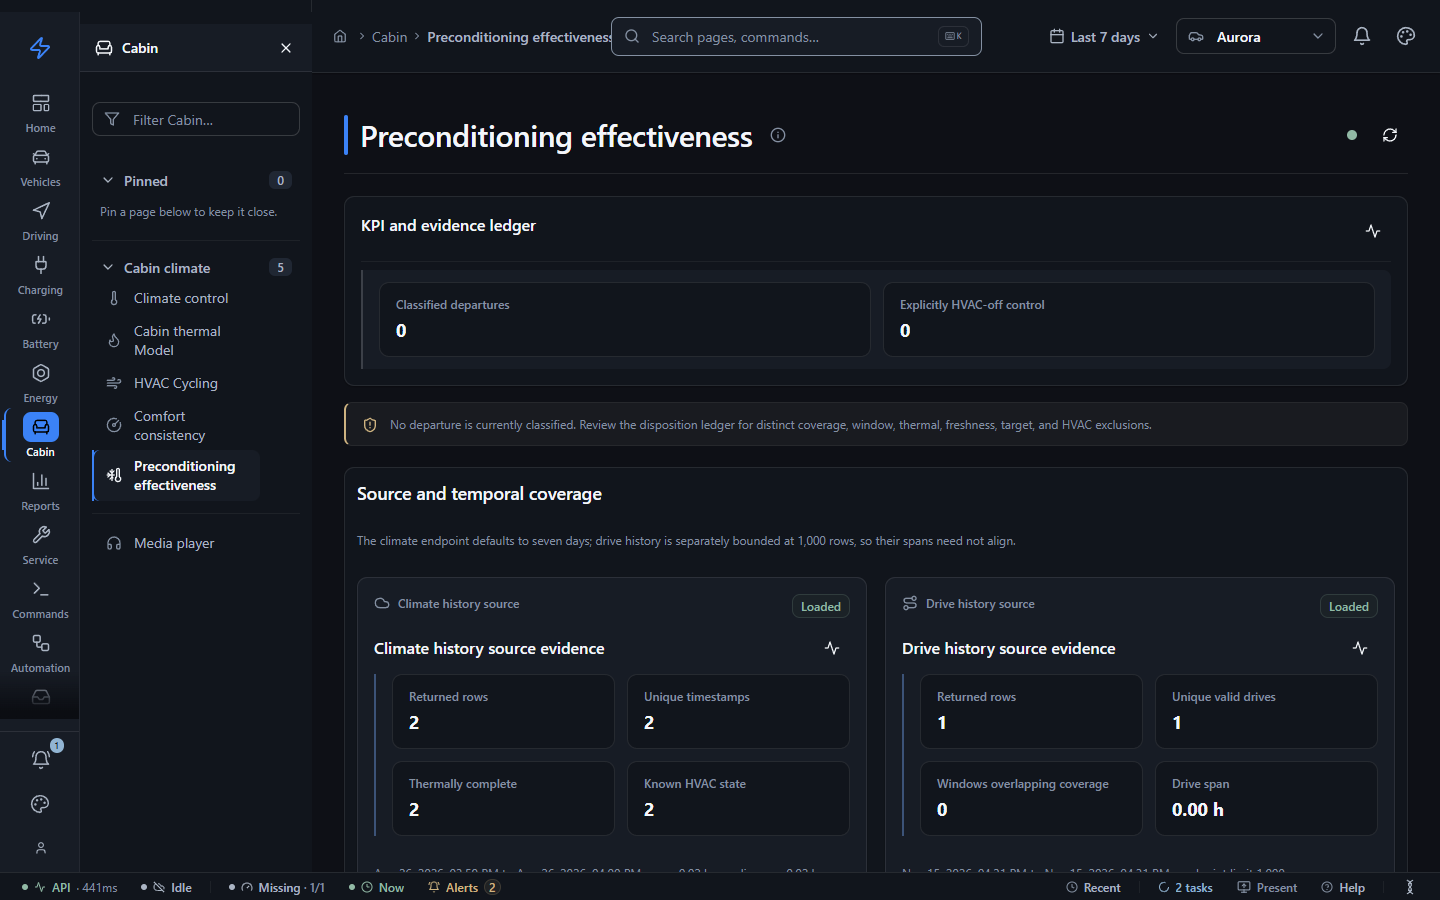 Cabin
Cabin
Preconditioning effectiveness
Search pages, commands...
K
Last 7 days
Aurora
Home
Vehicles
Driving
Charging
Battery
Energy
Cabin
Reports
Service
Commands
Automation
1
Filter Cabin...
Pinned
0
Pin a page below to keep it close.
Cabin climate
5
Climate control
Cabin thermal
Model
HVAC Cycling
Comfort
consistency
Preconditioning
effectiveness
Media player
Preconditioning effectiveness
KPI and evidence ledger
Classified departures
0
Explicitly HVAC-off control
0
No departure is currently classified. Review the disposition ledger for distinct coverage, window, thermal, freshness, target, and HVAC exclusions.
Source and temporal coverage
The climate endpoint defaults to seven days; drive history is separately bounded at 1,000 rows, so their spans need not align.
Climate history source
Loaded
Climate history source evidence
Returned rows
2
Unique timestamps
2
Thermally complete
2
Known HVAC state
2
Drive history source
Loaded
Drive history source evidence
Returned rows
1
Unique valid drives
1
Windows overlapping coverage
0
Drive span
0.00 h
API · 441ms
Idle
Missing · 1/1
Now
Alerts 2
Recent
2 tasks
Present
Help